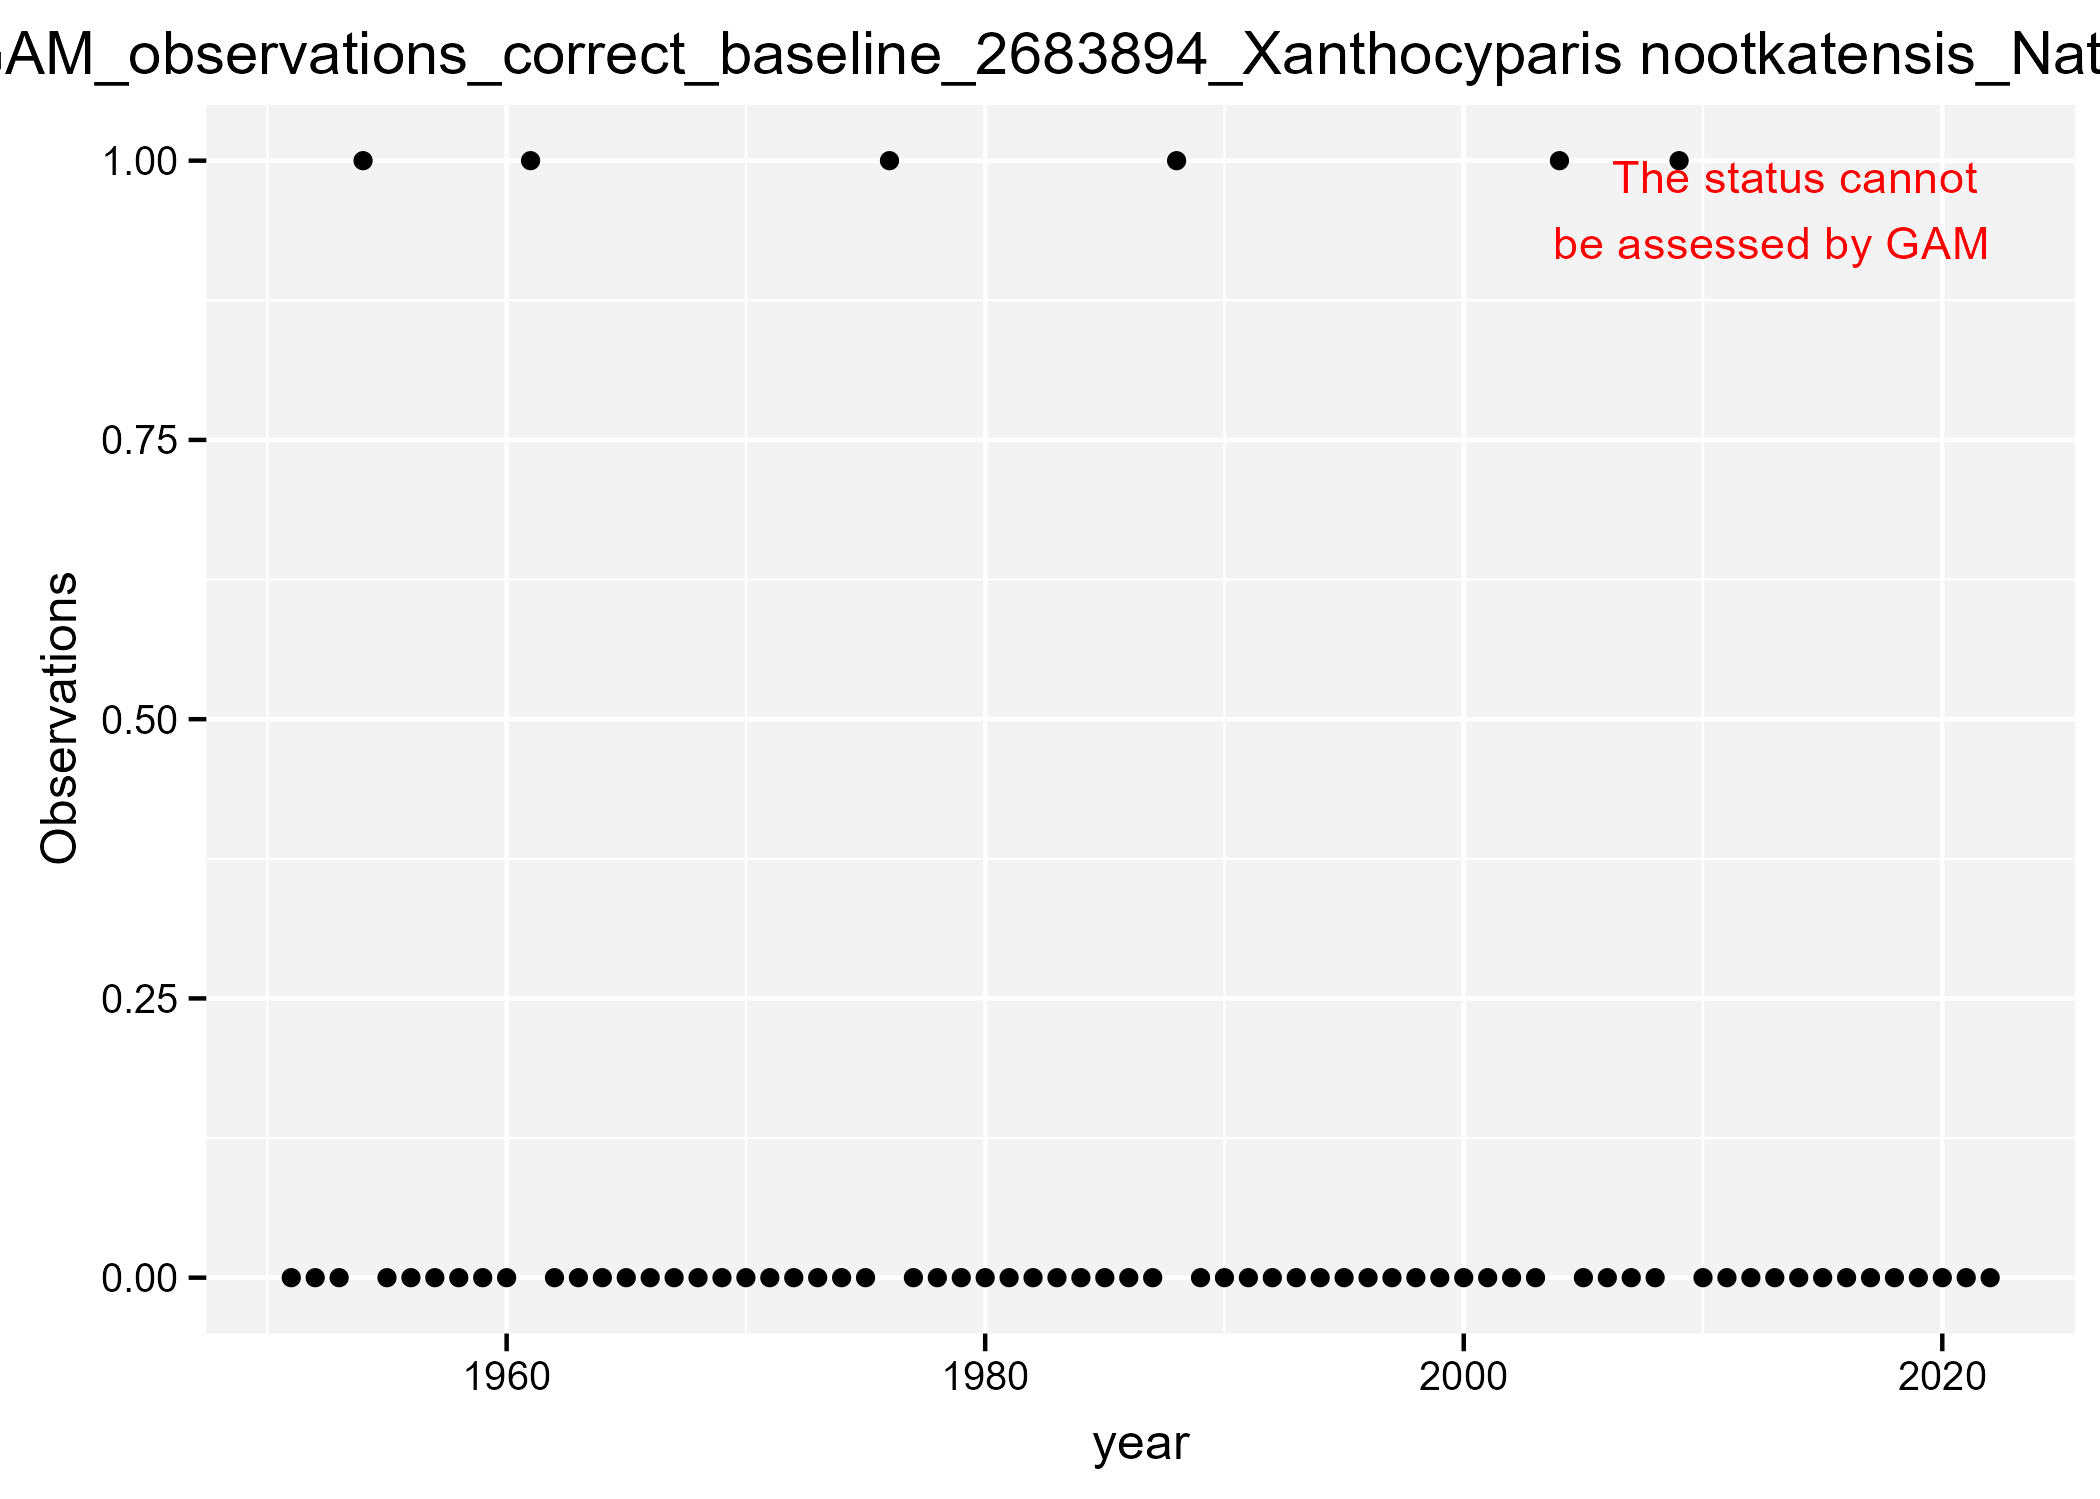 AM_observations_correct_baseline_2683894_Xanthocyparis nootkatensis_Nat
1.00
The status cannot
be assessed by GAM
0.75
0.50
Observations
0.25
0.00
1960 1980 2000 2020
year